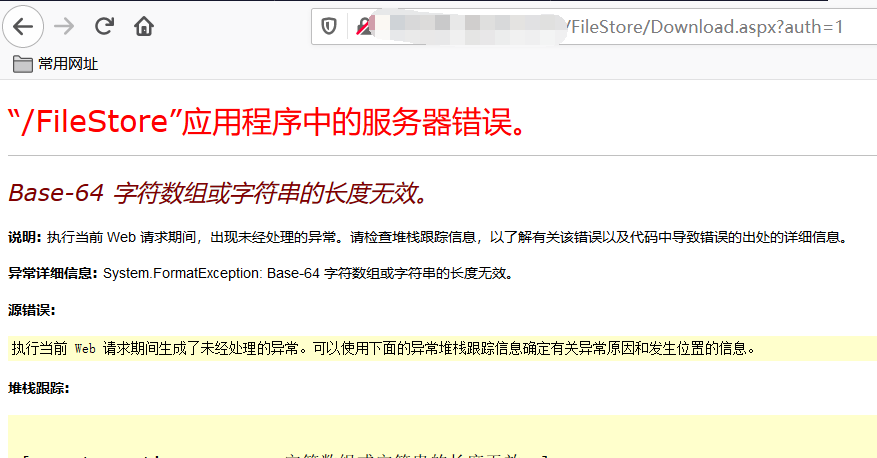 /FileStore/Download.aspx?auth=1
常用网址
“/FileStore”应用程序中的服务器错误。
Base-64 字符数组或字符串的长度无效。
说明: 执行当前 Web 请求期间，出现未经处理的异常。请检查堆栈跟踪信息，以了解有关该错误以及代码中导致错误的出处的详细信息。
异常详细信息: System.FormatException: Base-64 字符数组或字符串的长度无效。
源错误:
执行当前 Web 请求期间生成了未经处理的异常。可以使用下面的异常堆栈跟踪信息确定有关异常原因和发生位置的信息。
堆栈跟踪: